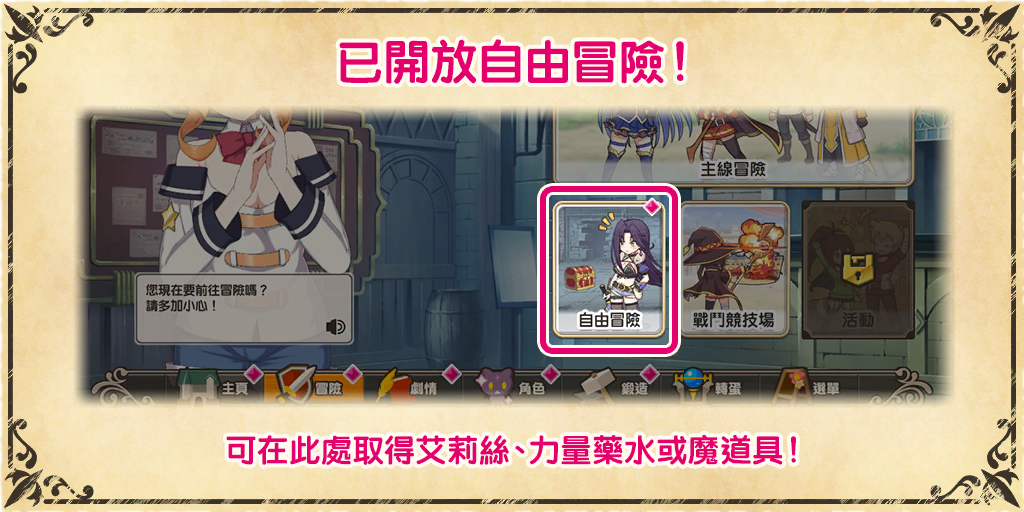 已開放自由冒險！
主線冒險
您現在要前往冒險嗎？
請多加小心！
自由冒險
戰鬥競技場
活動
主頁
冒險
劇情
角色
鍛造
轉蛋
選單
可在此處取得艾莉絲、力量藥水或魔道具！